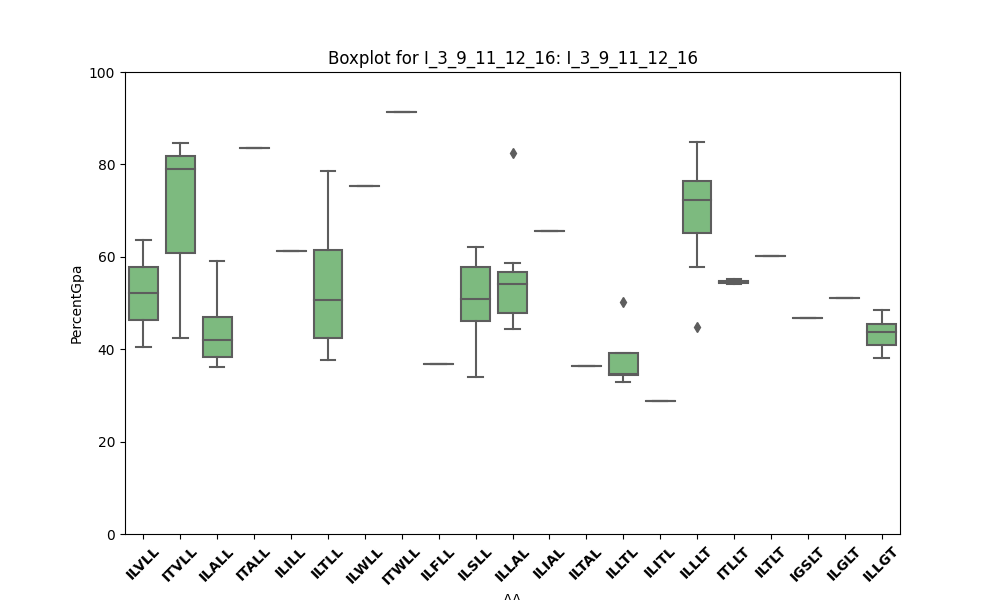 Boxplot for I_3_9_11_12_16: I_3_9_11_12_16
100
80
60
40
20
0
PercentGpa
ILVLL
ITVLL
ILALL
ITALL
ILILL
ILTLL
ILWLL
ITWLL
ILFLL
ILSLL
ILLAL
ILIAL
ILTAL
ILLTL
ILITL
ILLLT
ITLLT
ILTLT
IGSLT
ILGLT
ILLGT
AA